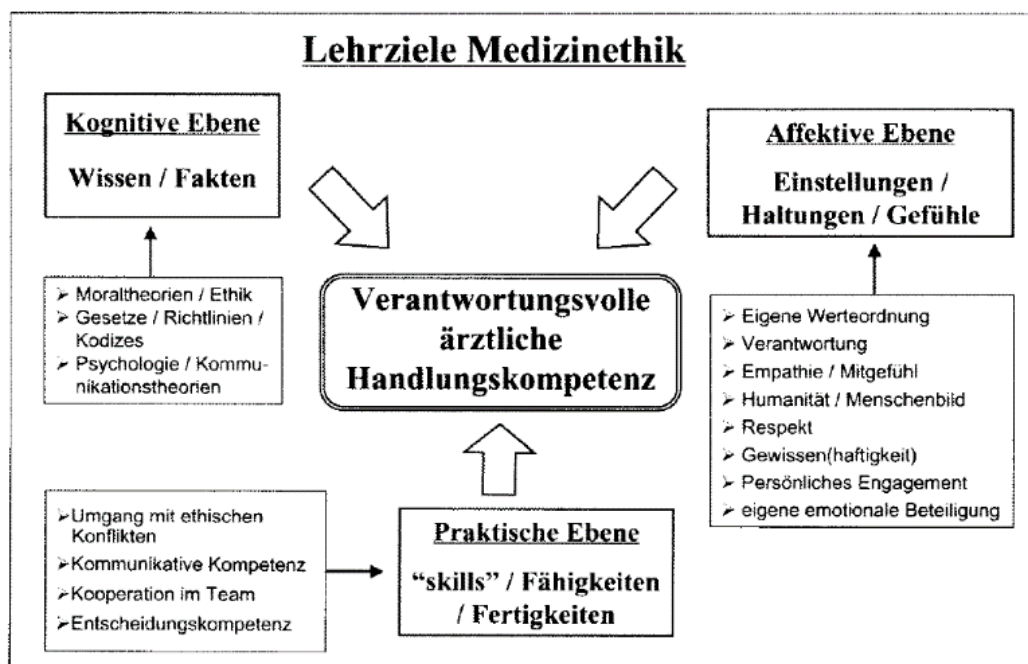 Lehrziele Medizinethik
Kognitive Ebene
Wissen / Fakten
➢ Moraltheorien / Ethik
➢ Gesetze / Richtlinien /
Kodizes
➢ Psychologie / Kommu-
nikationstheorien
Affektive Ebene
Einstellungen /
Haltungen / Gefühle
➢ Eigene Werteordnung
➢ Verantwortung
➢ Empathie / Mitgefühl
➢ Humanität / Menschenbild
➢ Respekt
➢ Gewissen(haftigkeit)
➢ Persönliches Engagement
➢ eigene emotionale Beteiligung
Verantwortungsvolle
ärztliche
Handlungskompetenz
➢Umgang mit ethischen
Konflikten
➢Kommunikative Kompetenz
➢Kooperation im Team
➢Entscheidungskompetenz
Praktische Ebene
“skills” / Fähigkeiten
/ Fertigkeiten